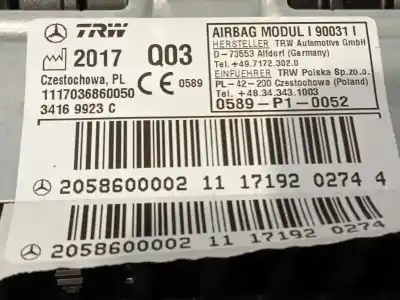 TRW
2017 Q03
Czestochowa, PL
0589
1117036860050
3416 9923 C
AIRBAG MODUL I 90031 I
HERSTELLER TRW Automotive GmbH
D-73553 Alfdorf (Germany)
Tel.+49.7172.302.0
EINFUEHRER TRW Polska Sp.zo.o.
PL-42-200 Czestochowa (Poland)
Tel.+48.34.343.1003
0589-P1-0052
2058600002 11 17192 0274 4
2058600002 11 17192 0274